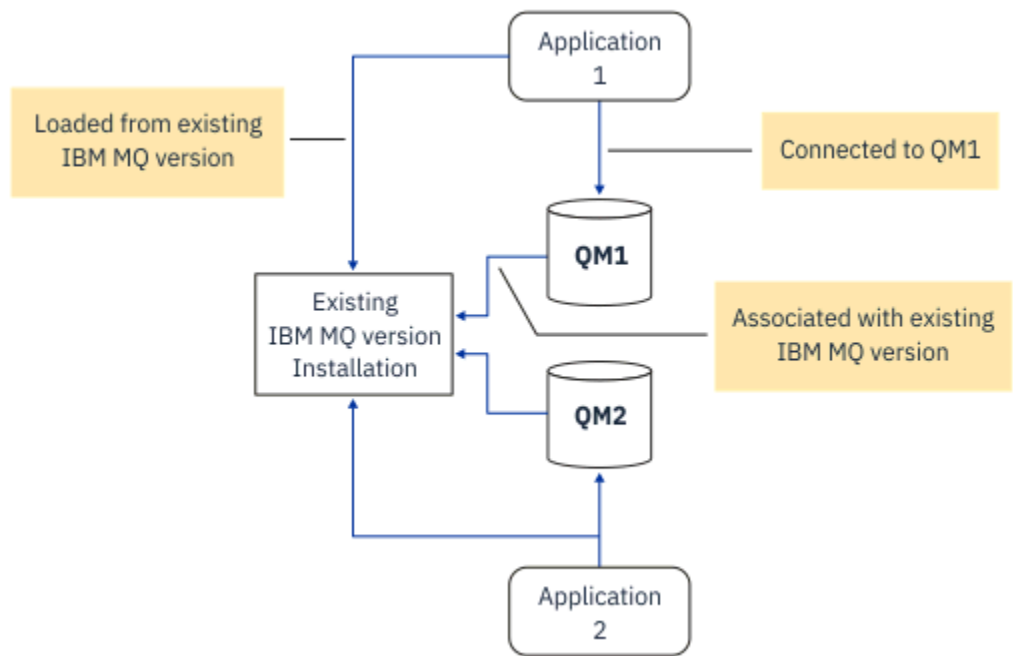 Application
1
Loaded from existing
IBM MQ version
Connected to QM1
QM1
Existing
IBM MQ version
Installation
Associated with existing
IBM MQ version
QM2
Application
2